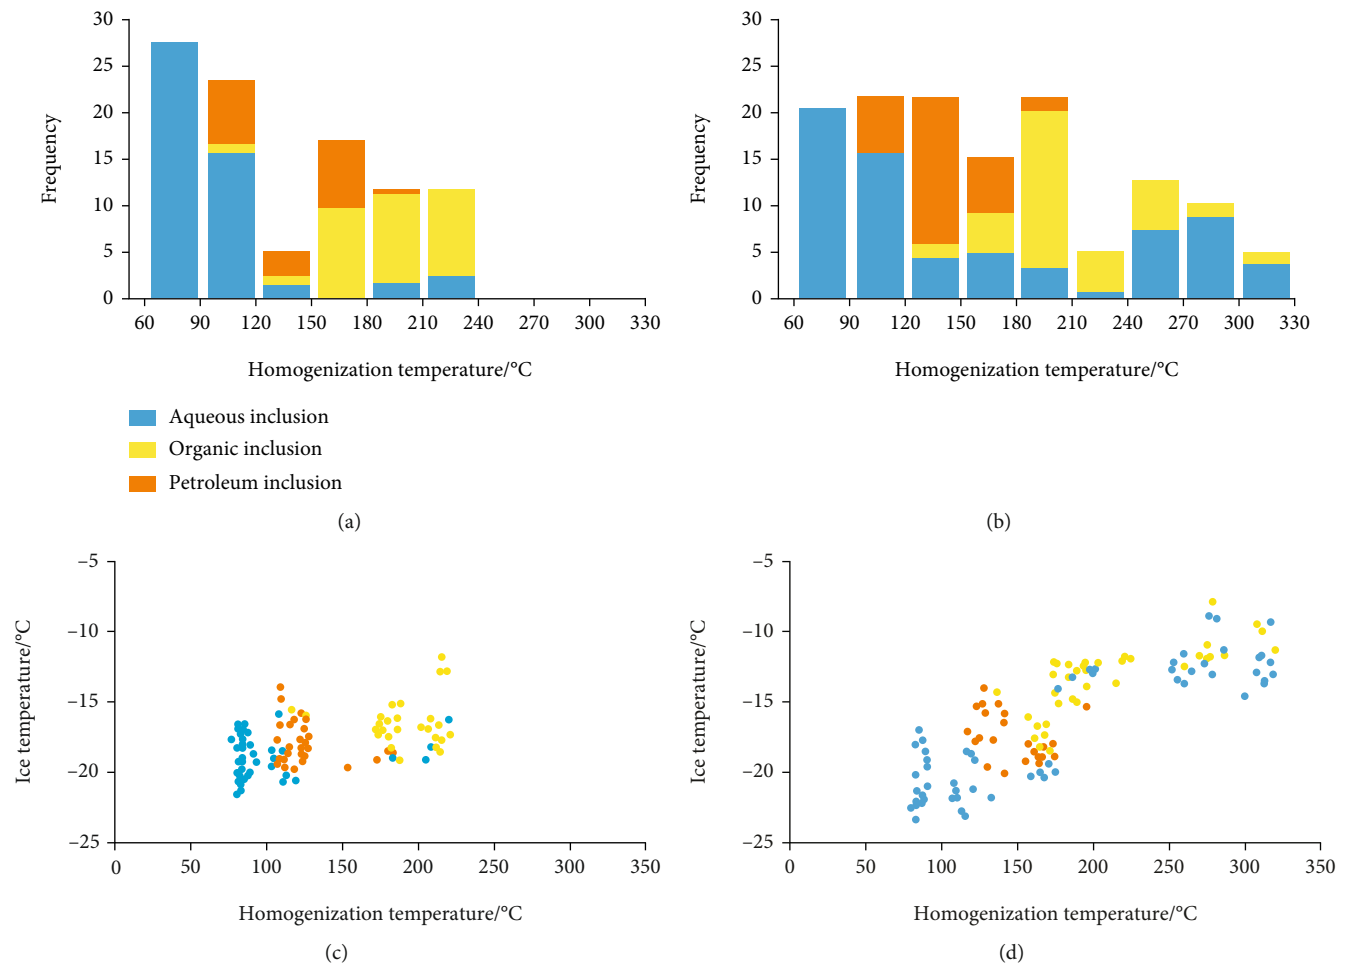 30
25
20
15
10
5
0
Frequency
60 90 120 150 180 210 240 270 300 330
Homogenization temperature/°C
Aqueous inclusion
Organic inclusion
Petroleum inclusion
(a)
30
25
20
15
10
5
0
Frequency
60 90 120 150 180 210 240 270 300 330
Homogenization temperature/°C
(b)
–5
–10
–15
–20
–25
Ice temperature/°C
0 50 100 150 200 250 300 350
Homogenization temperature/°C
(c)
–5
–10
–15
–20
–25
Ice temperature/°C
0 50 100 150 200 250 300 350
Homogenization temperature/°C
(d)